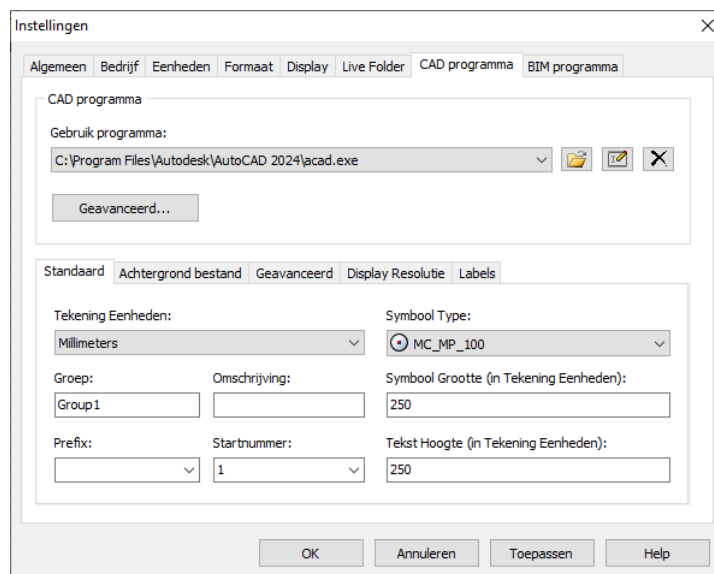 Instellingen
Algemeen Bedrijf Eenheden Formaat Display Live Folder CAD programma BIM programma
CAD programma
Gebruik programma:
C:\Program Files\Autodesk\AutoCAD 2024\acad.exe
Geavanceerd...
Standaard Achtergrond bestand Geavanceerd Display Resolutie Labels
Tekening Eenheden: Symbool Type:
Millimeters MC_MP_100
Groep: Omschrijving: Symbool Grootte (in Tekening Eenheden):
Group1 250
Prefix: Startnummer: Tekst Hoogte (in Tekening Eenheden):
1 250
OK Annuleren Toepassen Help